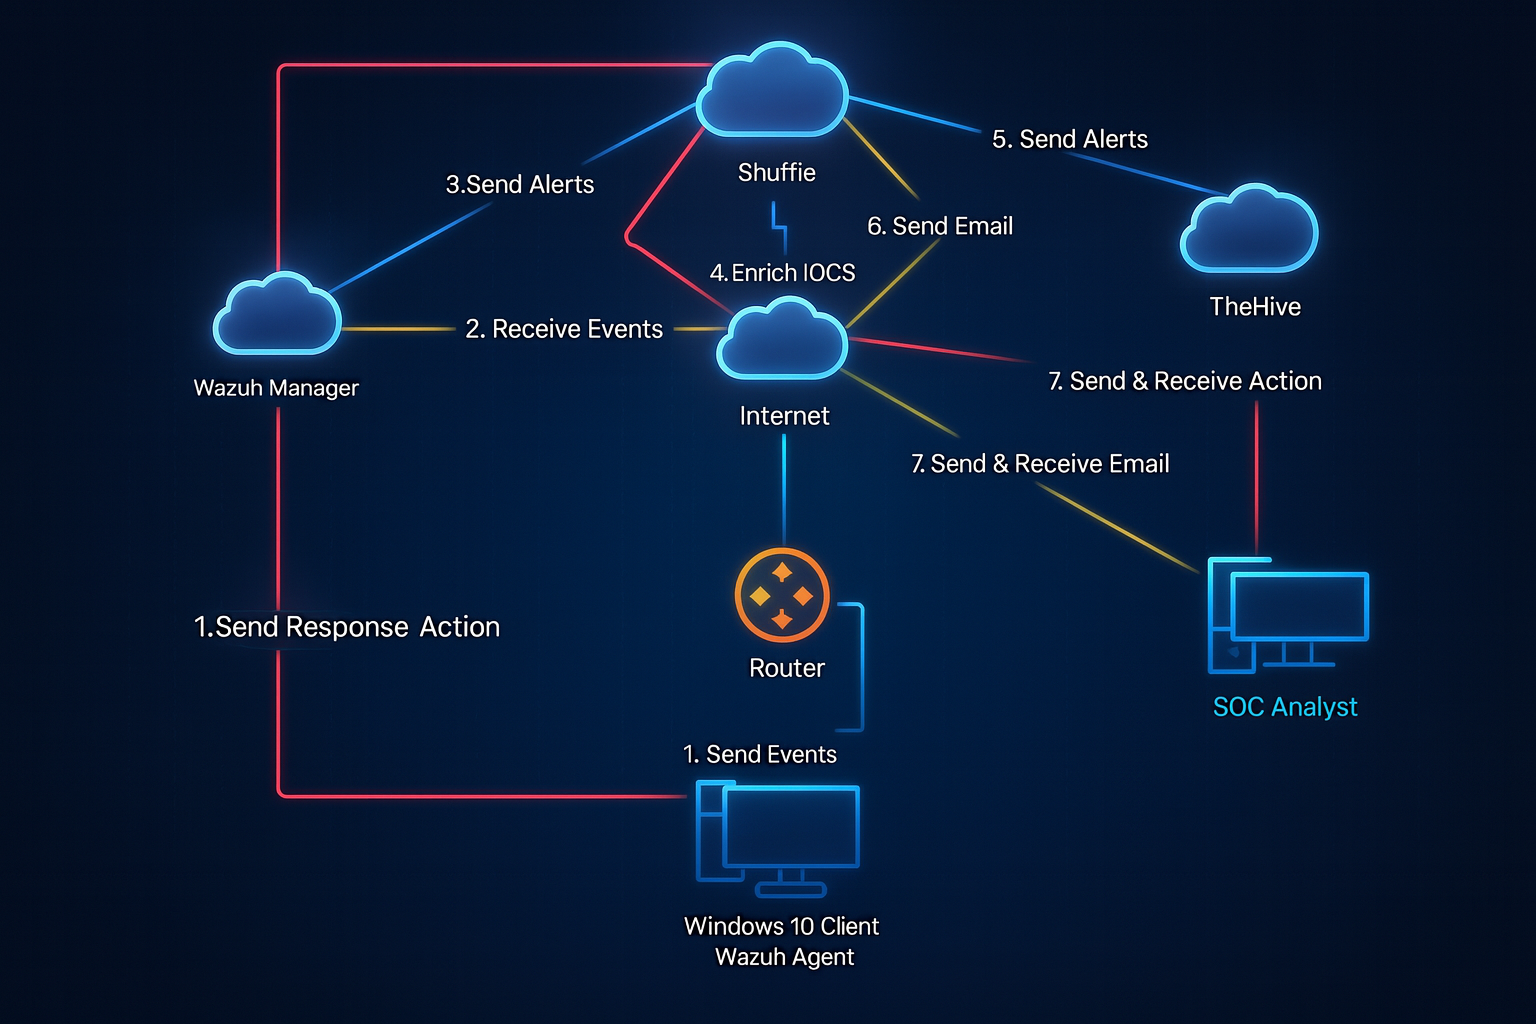 5. Send Alerts
Shuffie
3.Send Alerts
6. Send Email
4. Enrich IOCS
TheHive
2. Receive Events
Wazuh Manager
7. Send & Receive Action
Internet
7. Send & Receive Email
1.Send Response Action
Router
SOC Analyst
1. Send Events
Windows 10 Client
Wazuh Agent